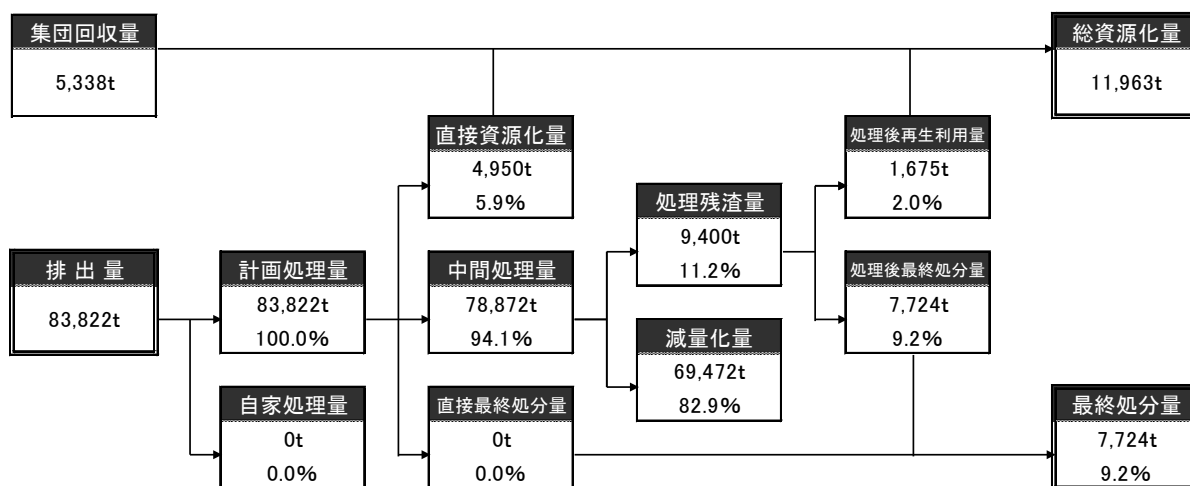 集団回収量
5,338t
総資源化量
11,963t
直接資源化量
4,950t
5.9%
処理後再生利用量
1,675t
2.0%
処理残渣量
9,400t
11.2%
排出量
83,822t
計画処理量
83,822t
100.0%
中間処理量
78,872t
94.1%
処理後最終処分量
7,724t
9.2%
減量化量
69,472t
82.9%
自家処理量
0t
0.0%
直接最終処分量
0t
0.0%
最終処分量
7,724t
9.2%